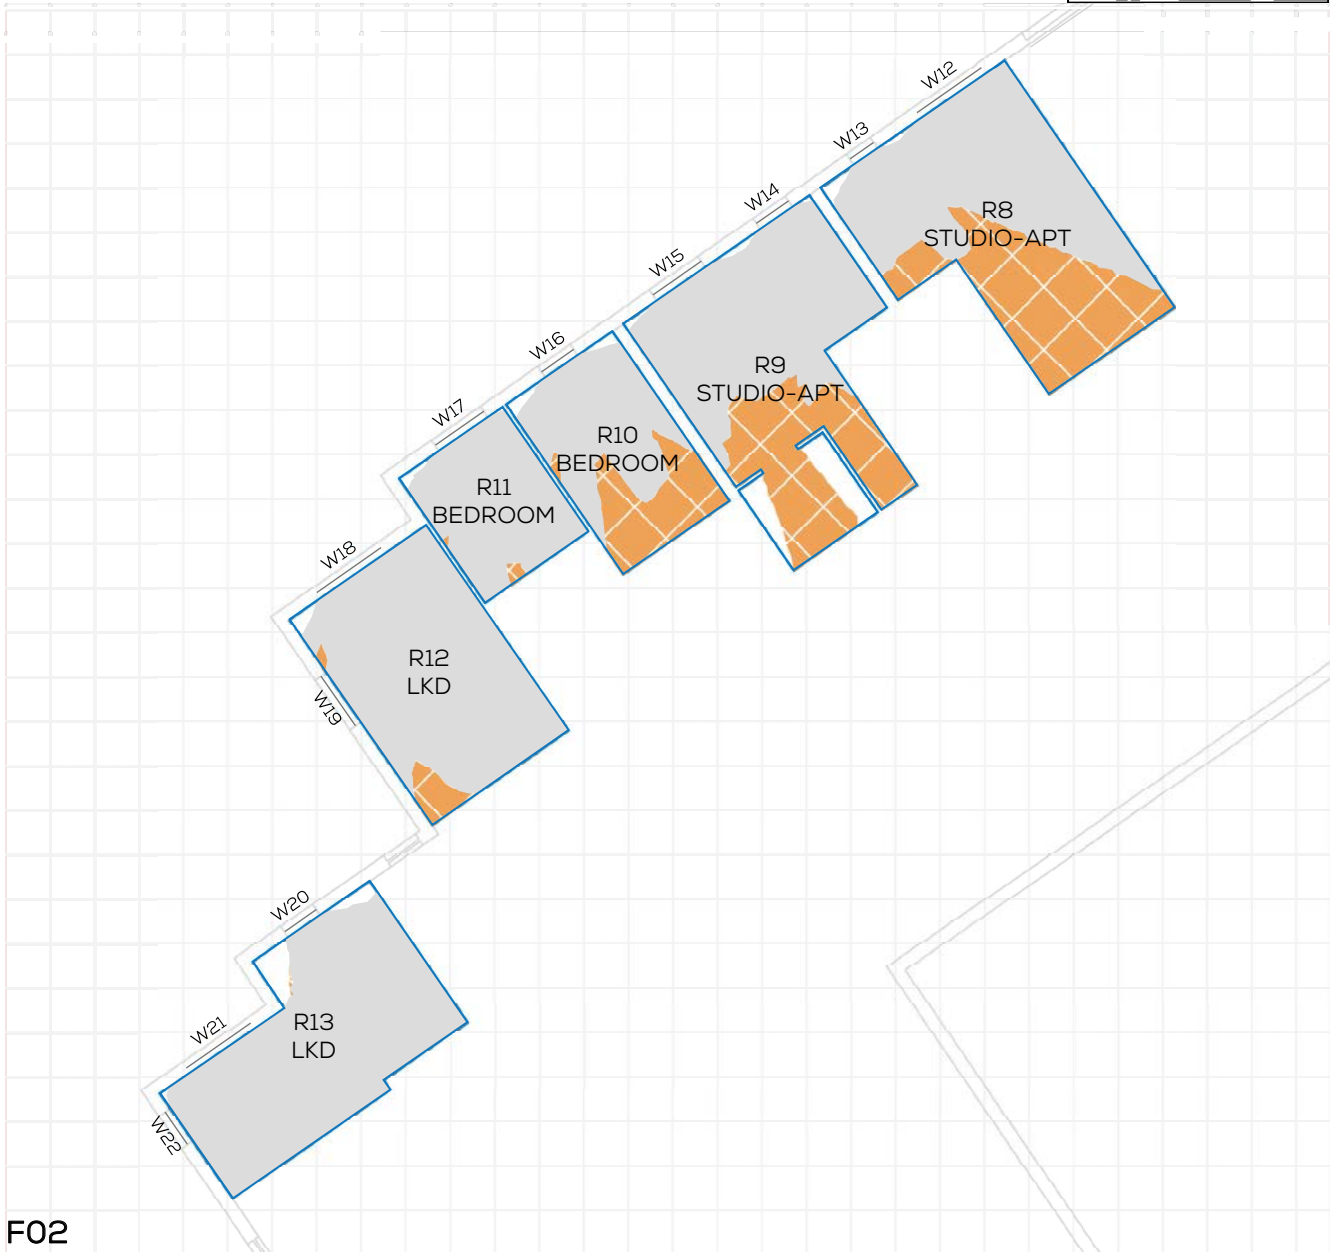 W12
W13
R8
STUDIO-APT
W14
W15
W16
R9
STUDIO-APT
W17
R10
BEDROOM
R11
BEDROOM
W18
R12
LKD
W19
W20
R13
LKD
W21
W22
F02